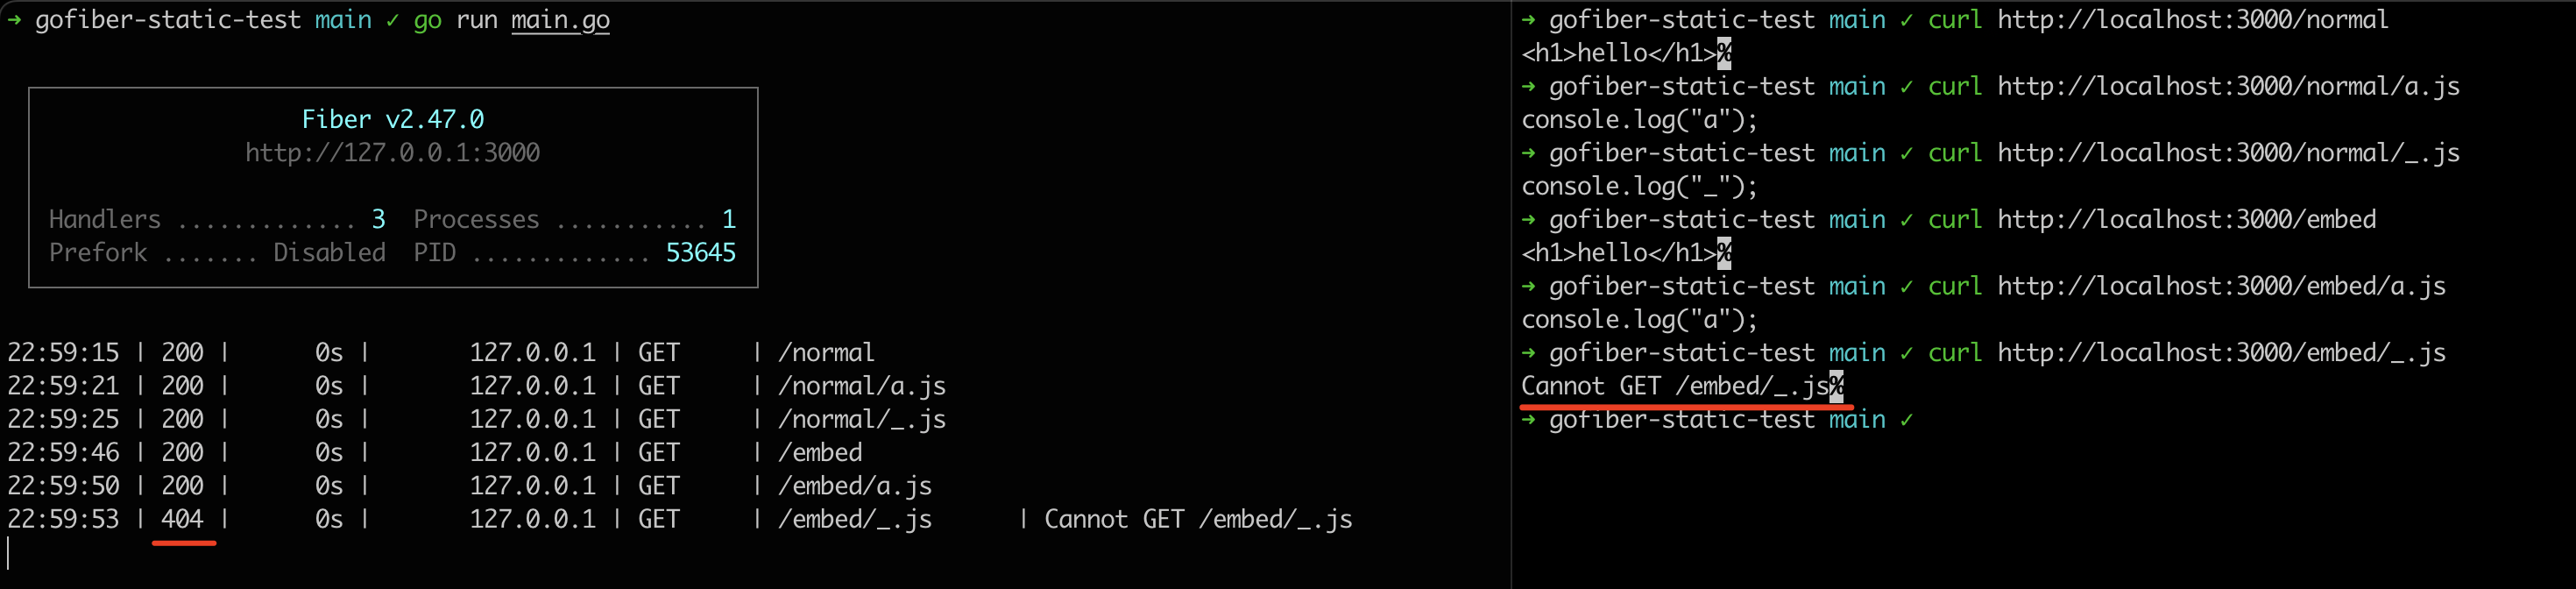 → gofiber-static-test main ✓ go run main.go
Fiber v2.47.0
http://127.0.0.1:3000
Handlers ............. 3  Processes ........... 1
Prefork ....... Disabled  PID ............. 53645
22:59:15 | 200 |      0s |       127.0.0.1 | GET     | /normal
22:59:21 | 200 |      0s |       127.0.0.1 | GET     | /normal/a.js
22:59:25 | 200 |      0s |       127.0.0.1 | GET     | /normal/_.js
22:59:46 | 200 |      0s |       127.0.0.1 | GET     | /embed
22:59:50 | 200 |      0s |       127.0.0.1 | GET     | /embed/a.js
22:59:53 | 404 |      0s |       127.0.0.1 | GET     | /embed/_.js      | Cannot GET /embed/_.js
→ gofiber-static-test main ✓ curl http://localhost:3000/normal
<h1>hello</h1>%
→ gofiber-static-test main ✓ curl http://localhost:3000/normal/a.js
console.log("a");
→ gofiber-static-test main ✓ curl http://localhost:3000/normal/_.js
console.log("_");
→ gofiber-static-test main ✓ curl http://localhost:3000/embed
<h1>hello</h1>%
→ gofiber-static-test main ✓ curl http://localhost:3000/embed/a.js
console.log("a");
→ gofiber-static-test main ✓ curl http://localhost:3000/embed/_.js
Cannot GET /embed/_.js%
→ gofiber-static-test main ✓